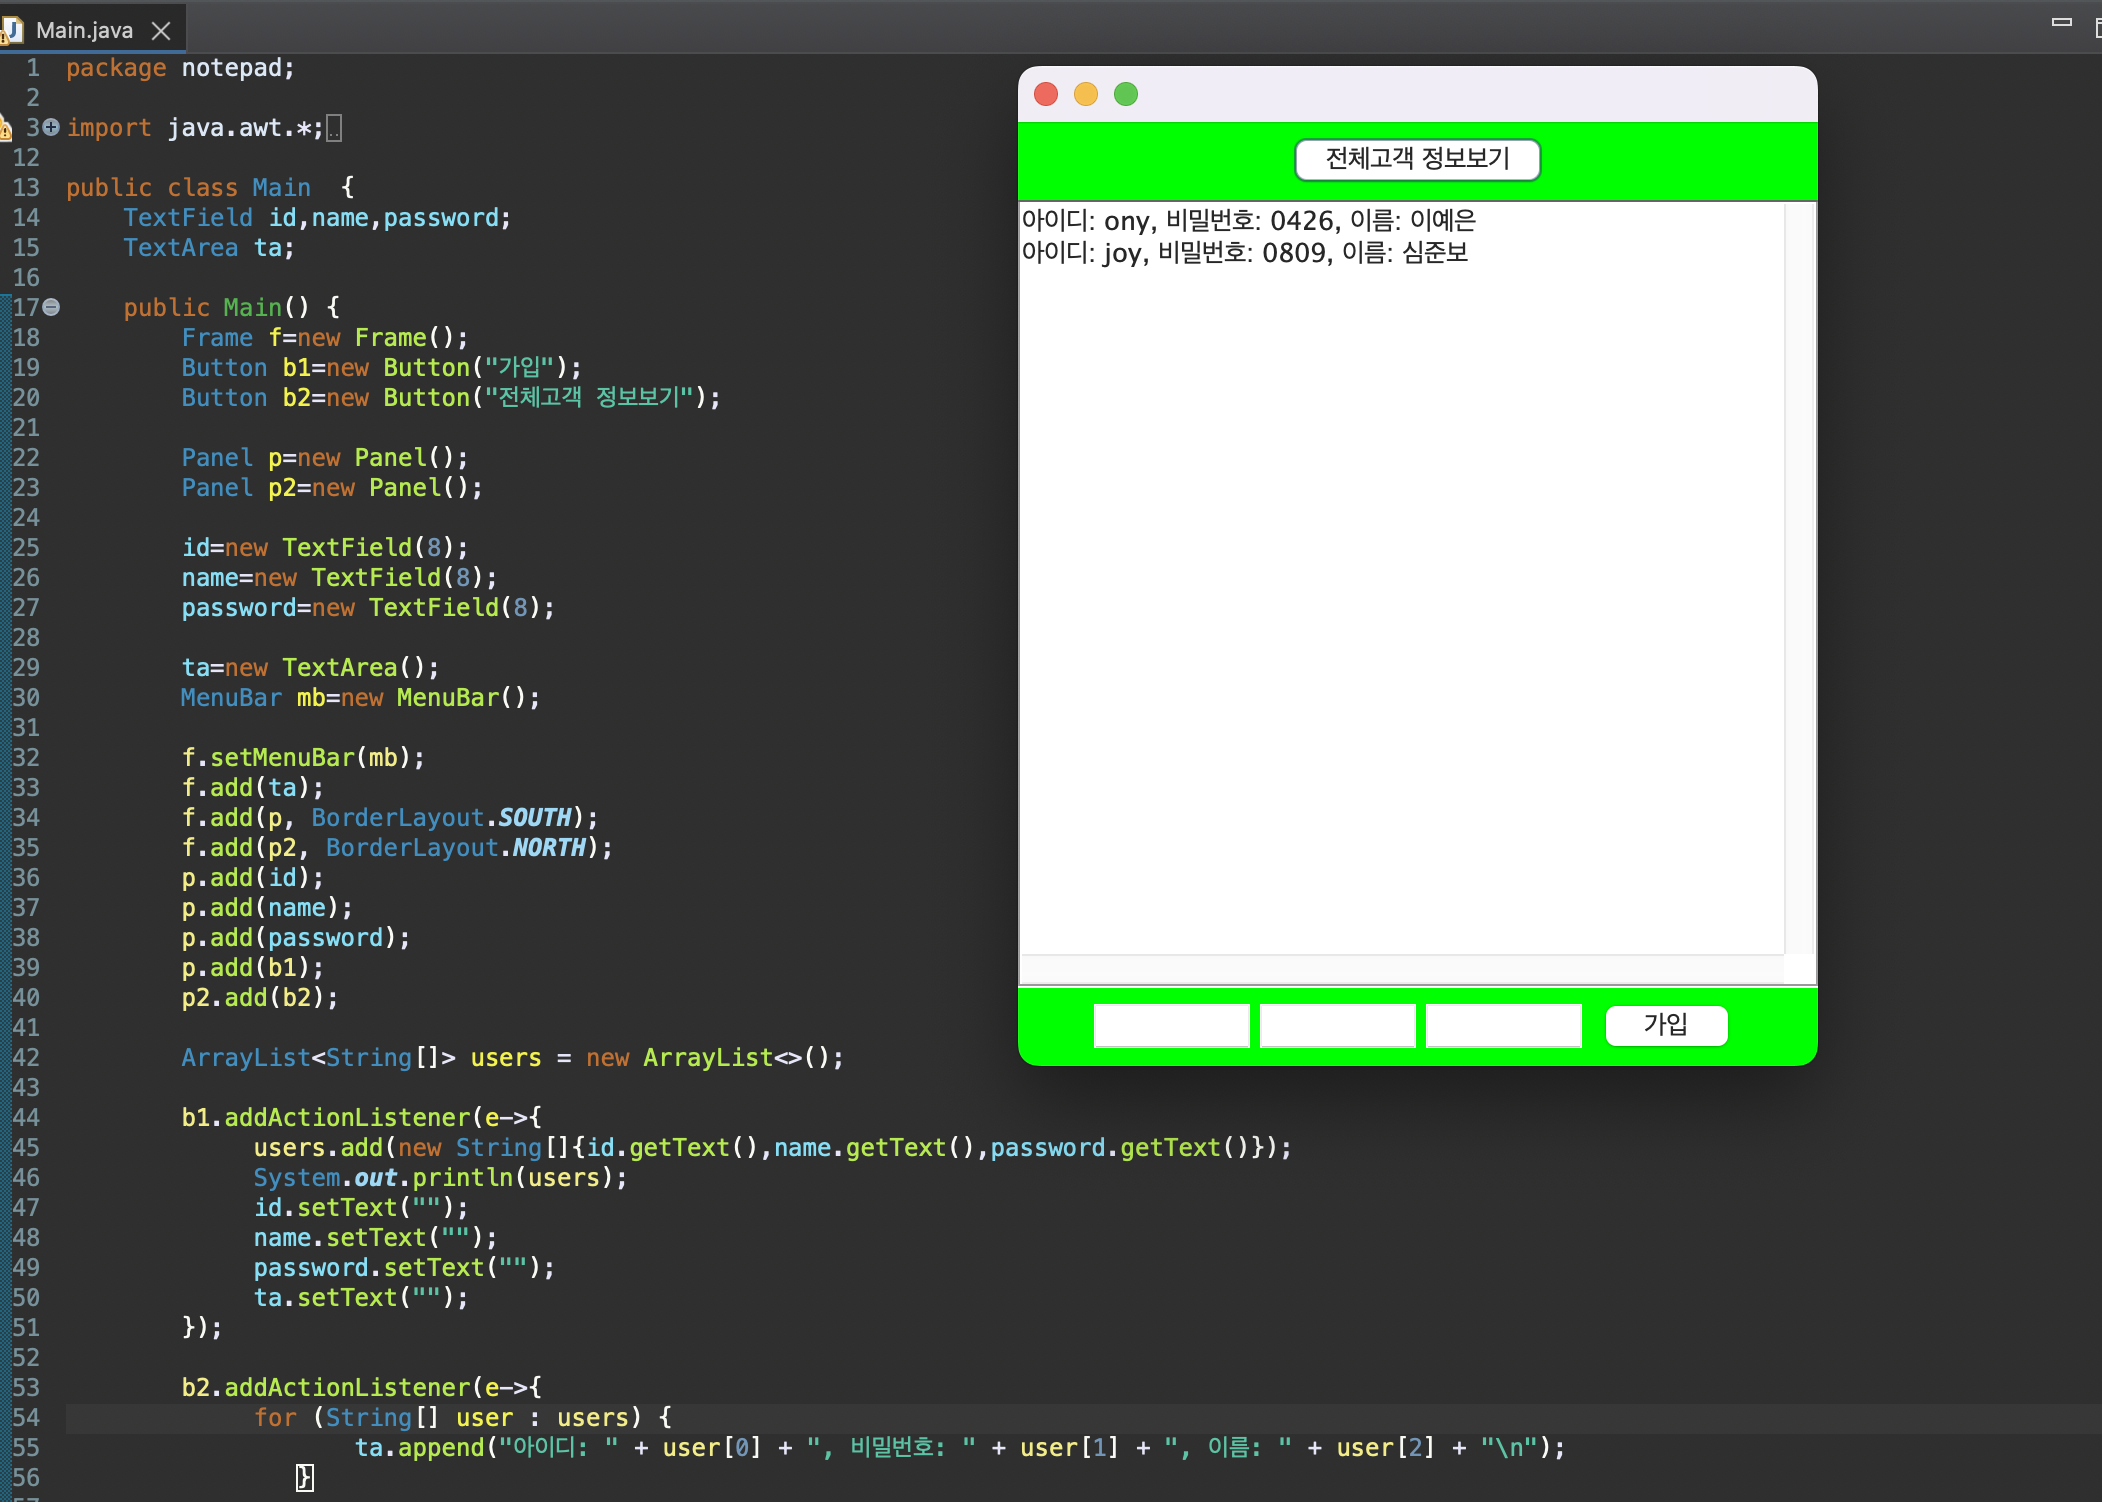 Main.java
1 package notepad;
2
3 import java.awt.*;
12
13 public class Main  {
14     TextField id,name,password;
15     TextArea ta;
16
17     public Main() {
18         Frame f=new Frame();
19         Button b1=new Button("가입");
20         Button b2=new Button("전체고객 정보보기");
21
22         Panel p=new Panel();
23         Panel p2=new Panel();
24
25         id=new TextField(8);
26         name=new TextField(8);
27         password=new TextField(8);
28
29         ta=new TextArea();
30         MenuBar mb=new MenuBar();
31
32         f.setMenuBar(mb);
33         f.add(ta);
34         f.add(p, BorderLayout.SOUTH);
35         f.add(p2, BorderLayout.NORTH);
36         p.add(id);
37         p.add(name);
38         p.add(password);
39         p.add(b1);
40         p2.add(b2);
41
42         ArrayList<String[]> users = new ArrayList<>();
43
44         b1.addActionListener(e->{
45              users.add(new String[]{id.getText(),name.getText(),password.getText()});
46              System.out.println(users);
47              id.setText("");
48              name.setText("");
49              password.setText("");
50              ta.setText("");
51         });
52
53         b2.addActionListener(e->{
54              for (String[] user : users) {
55                     ta.append("아이디: " + user[0] + ", 비밀번호: " + user[1] + ", 이름: " + user[2] + "\n");
56                 }
전체고객 정보보기
아이디: ony, 비밀번호: 0426, 이름: 이예은
아이디: joy, 비밀번호: 0809, 이름: 심준보
가입